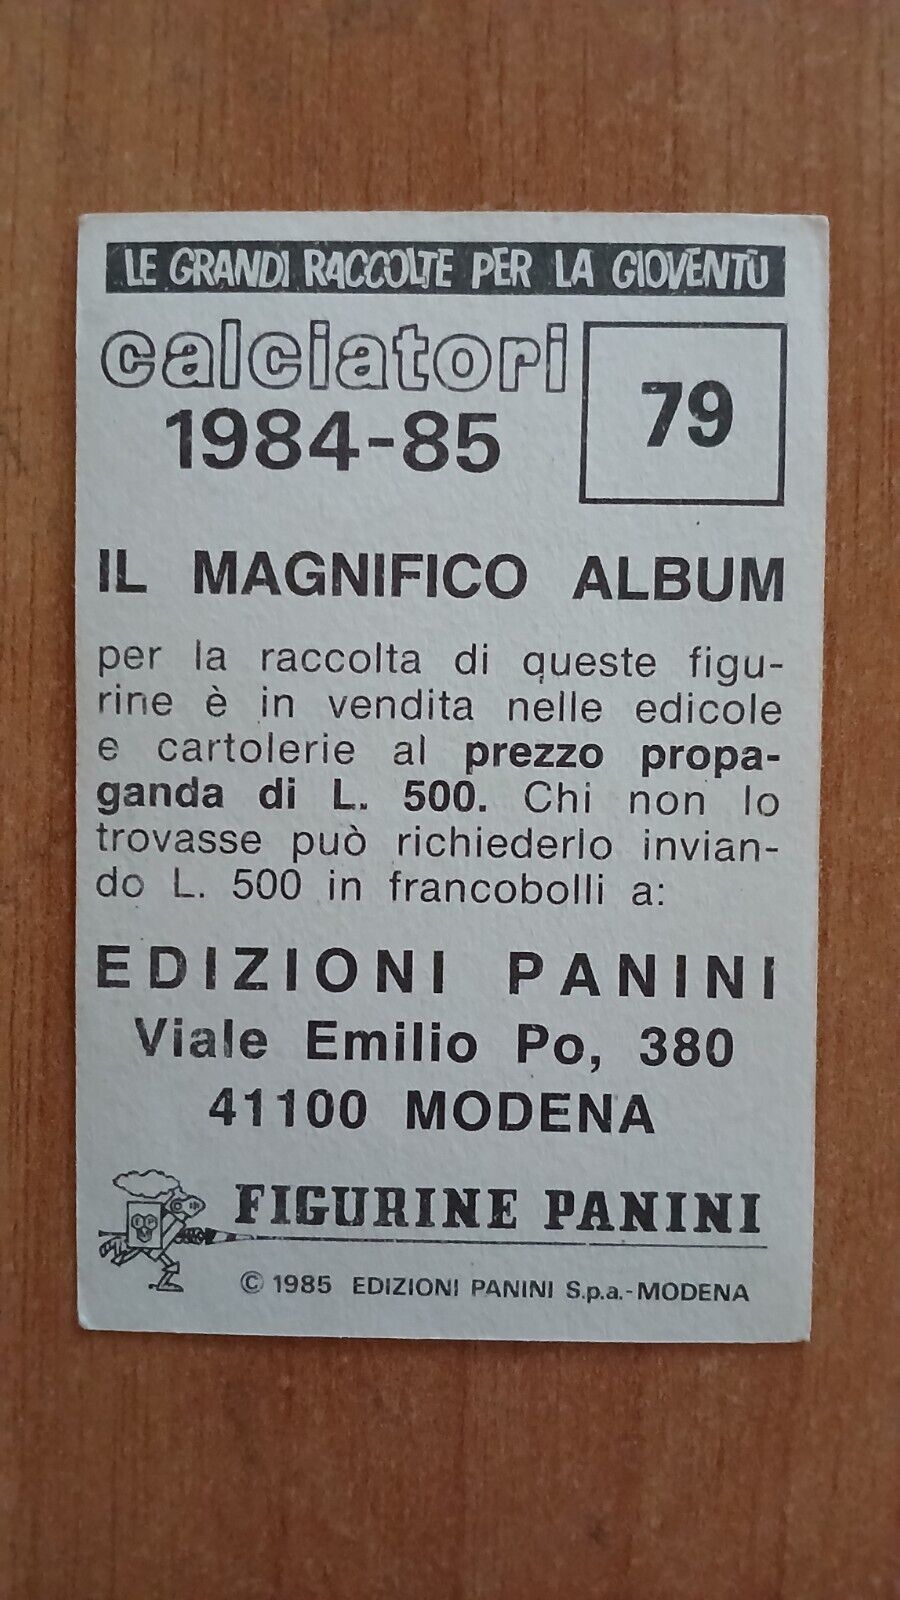 LE GRANDI RACCOLTE PER LA GIOVENTÙ
calciatori
1984-85
79
IL MAGNIFICO ALBUM
per la raccolta di queste figu-
rine è in vendita nelle edicole
e cartolerie al prezzo propa-
ganda di L. 500. Chi non lo
trovasse può richiederlo invian-
do L. 500 in francobolli a:
EDIZIONI PANINI
Viale Emilio Po, 380
41100 MODENA
FIGURINE PANINI
© 1985 EDIZIONI PANINI S.p.a.-MODENA